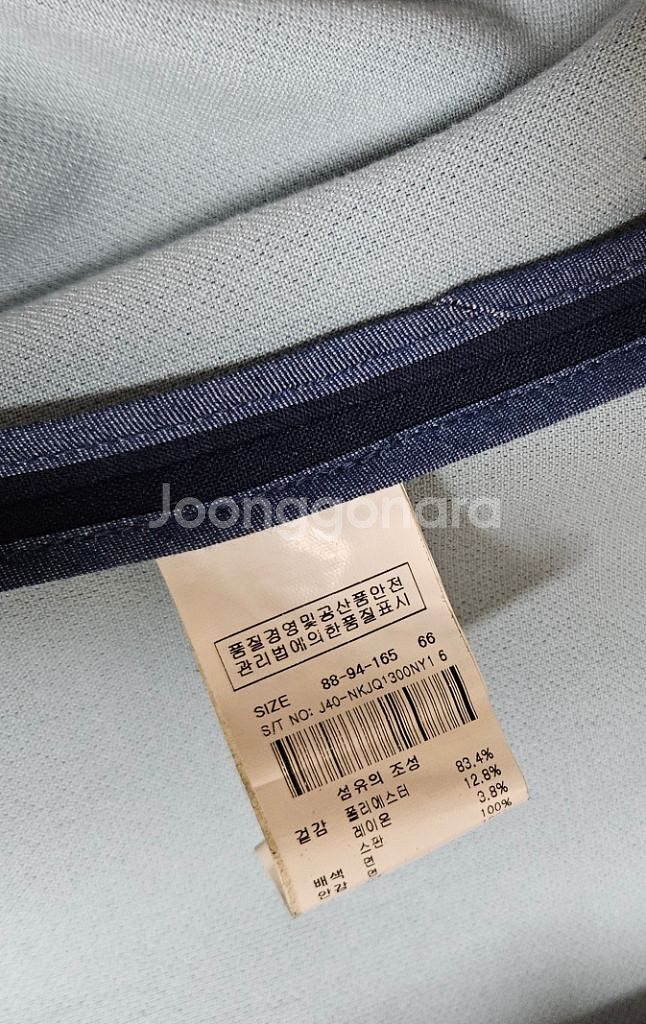 Joonggonara
품질경영및공산품안전
관리법에의한품질표시
SIZE 88-94-165 66
S/T NO: J40-NKJQ1300NY1 6
섬유의 조성
겉감 폴리에스터 83.4%
레이온 12.8%
스판 3.8%
배색 면 100%
안감 면